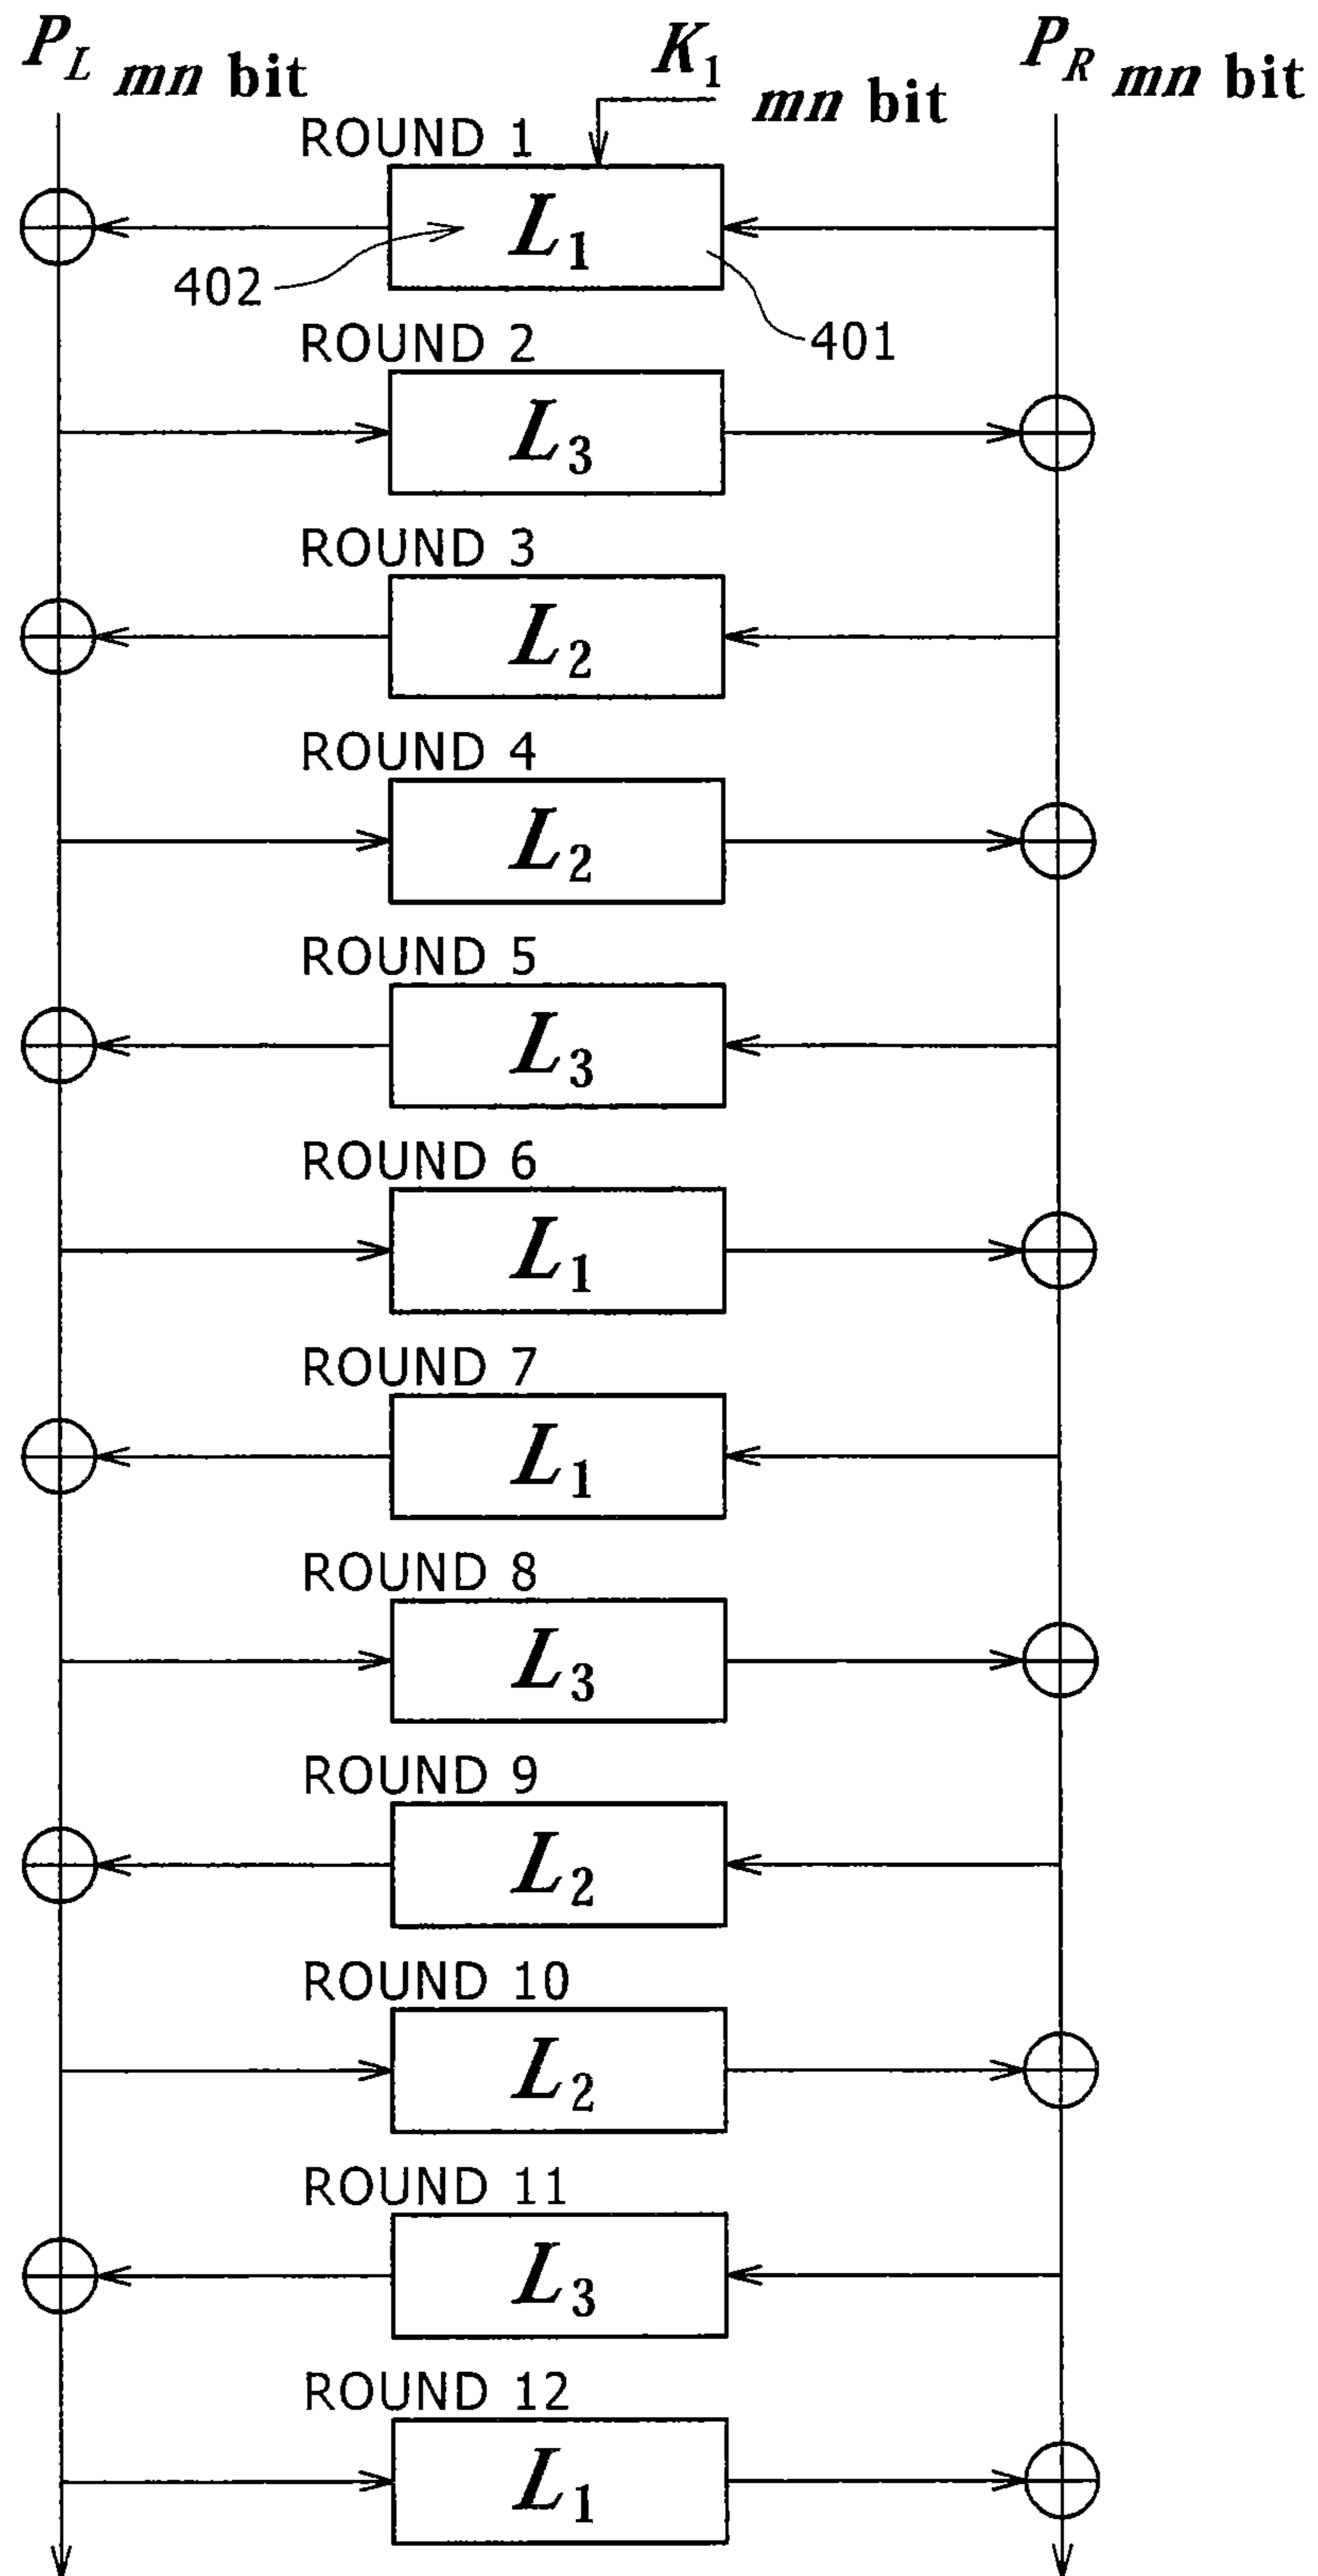 P_L mn bit
K_1 mn bit
P_R mn bit
ROUND 1
L_1
402
401
ROUND 2
L_3
ROUND 3
L_2
ROUND 4
L_2
ROUND 5
L_3
ROUND 6
L_1
ROUND 7
L_1
ROUND 8
L_3
ROUND 9
L_2
ROUND 10
L_2
ROUND 11
L_3
ROUND 12
L_1